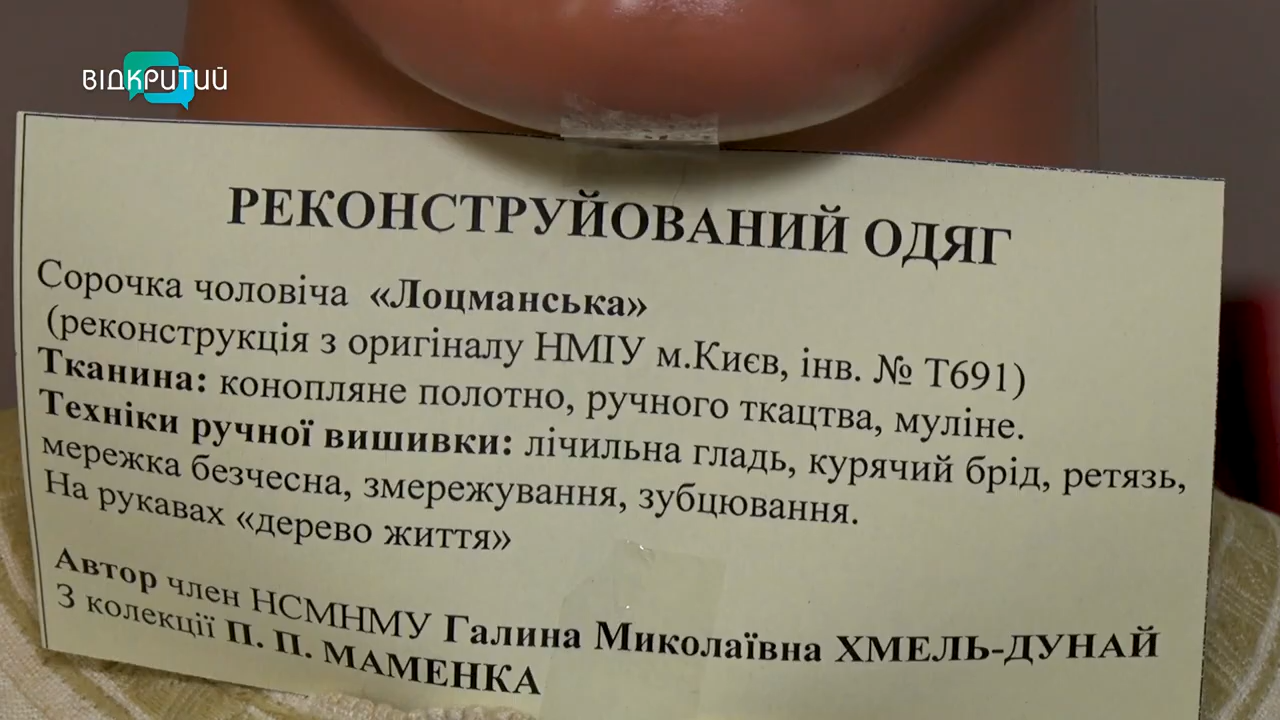 ВІДКРИТИЙ
РЕКОНСТРУЙОВАНИЙ ОДЯГ
Сорочка чоловіча «Лоцманська»
(реконструкція з оригіналу НМІУ м.Києв, інв. № Т691)
Тканина: конопляне полотно, ручного ткацтва, муліне.
Техніки ручної вишивки: лічильна гладь, курячий брід, ретязь,
мережка безчесна, змережування, зубцювання.
На рукавах «дерево життя»
Автор член НСМНМУ Галина Миколаївна ХМЕЛЬ-ДУНАЙ
З колекції П. П. МАМЕНКА